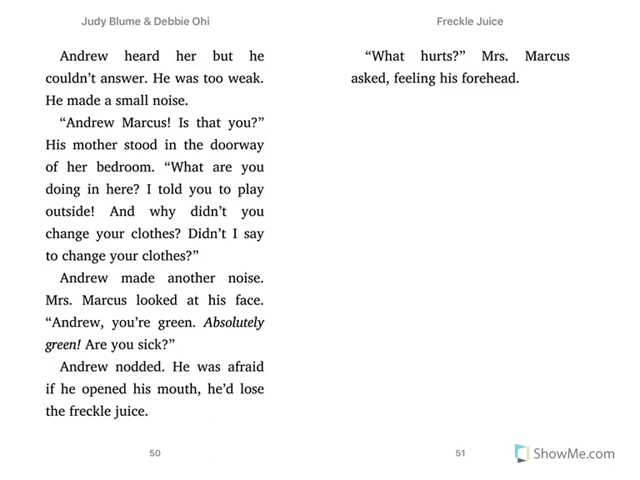 Judy Blume & Debbie Ohi
Andrew heard her but he
couldn’t answer. He was too weak.
He made a small noise.
“Andrew Marcus! Is that you?”
His mother stood in the doorway
of her bedroom. “What are you
doing in here? I told you to play
outside! And why didn’t you
change your clothes? Didn’t I say
to change your clothes?”
Andrew made another noise.
Mrs. Marcus looked at his face.
“Andrew, you’re green. Absolutely
green! Are you sick?”
Andrew nodded. He was afraid
if he opened his mouth, he’d lose
the freckle juice.
50
Freckle Juice
“What hurts?” Mrs. Marcus
asked, feeling his forehead.
51
ShowMe.com